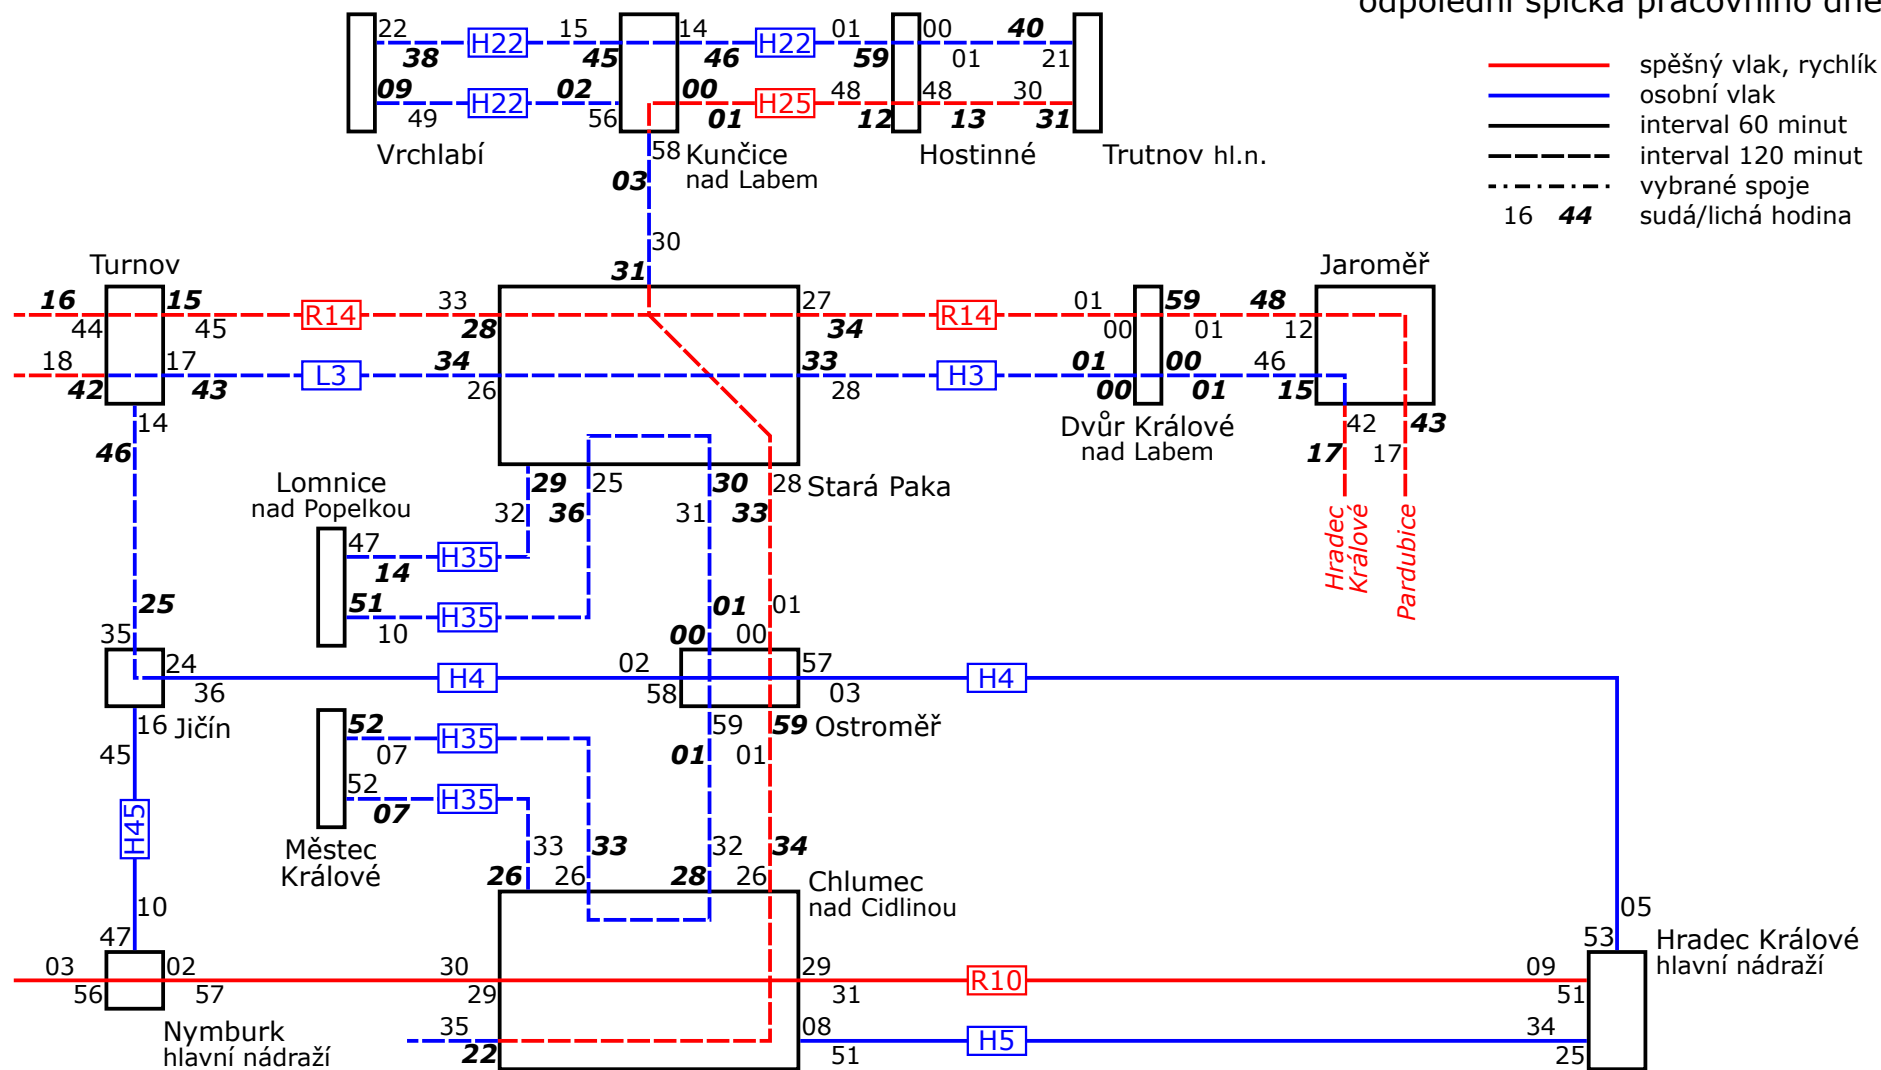 odpolední špička pracovního dne
spěšný vlak, rychlík
osobní vlak
interval 60 minut
interval 120 minut
vybrané spoje
16 44 sudá/lichá hodina
22 H22 15 14 H22 01 00 40
38 45 46 59 01 21
09 H22 02 00 H25 48 48 30
49 56 01 12 13 31
Vrchlabí
58
Kunčice
nad Labem
Hostinné
Trutnov hl.n.
03
30
31
Turnov
Jaroměř
16 15 R14 33 27 R14 01 59 48
44 45 28 34 00 01 12
18 17 L3 34 33 H3 01 00 46
42 43 26 28 00 01 15
14
46
Dvůr Králové
nad Labem
42 43
17 17
Hradec
Králové
Pardubice
Lomnice
nad Popelkou
29 25 30 28
Stará Paka
32 36 31 33
47 H35
14
51 H35
10
25
35
01 01
00 00
24 H4 02 57 H4
36 58 03
16
Jičín
45
59 59
Ostroměř
01 01
52 H35
07
52 H35
07
Městec
Králové
H45
33 33 32 34
26 26 28 26
Chlumec
nad Cidlinou
10
47
05
53
Hradec Králové
hlavní nádraží
03 02 30 29 R10 09
56 57 29 31 51
Nymburk
hlavní nádraží
35 08 H5 34
22 51 25